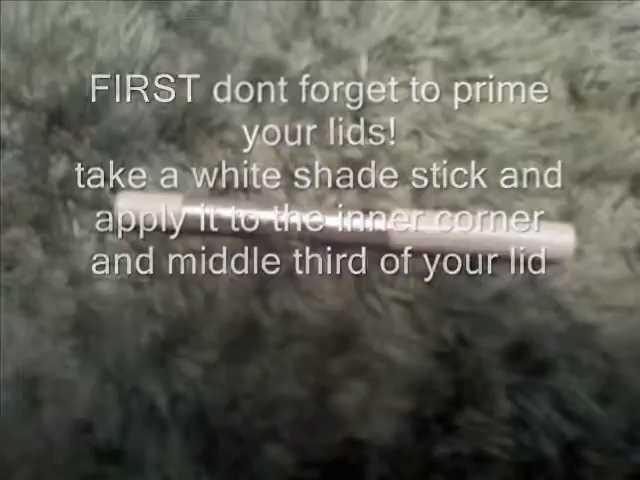 FIRST dont forget to prime
your lids!
take a white shade stick and
apply it to the inner corner
and middle third of your lid